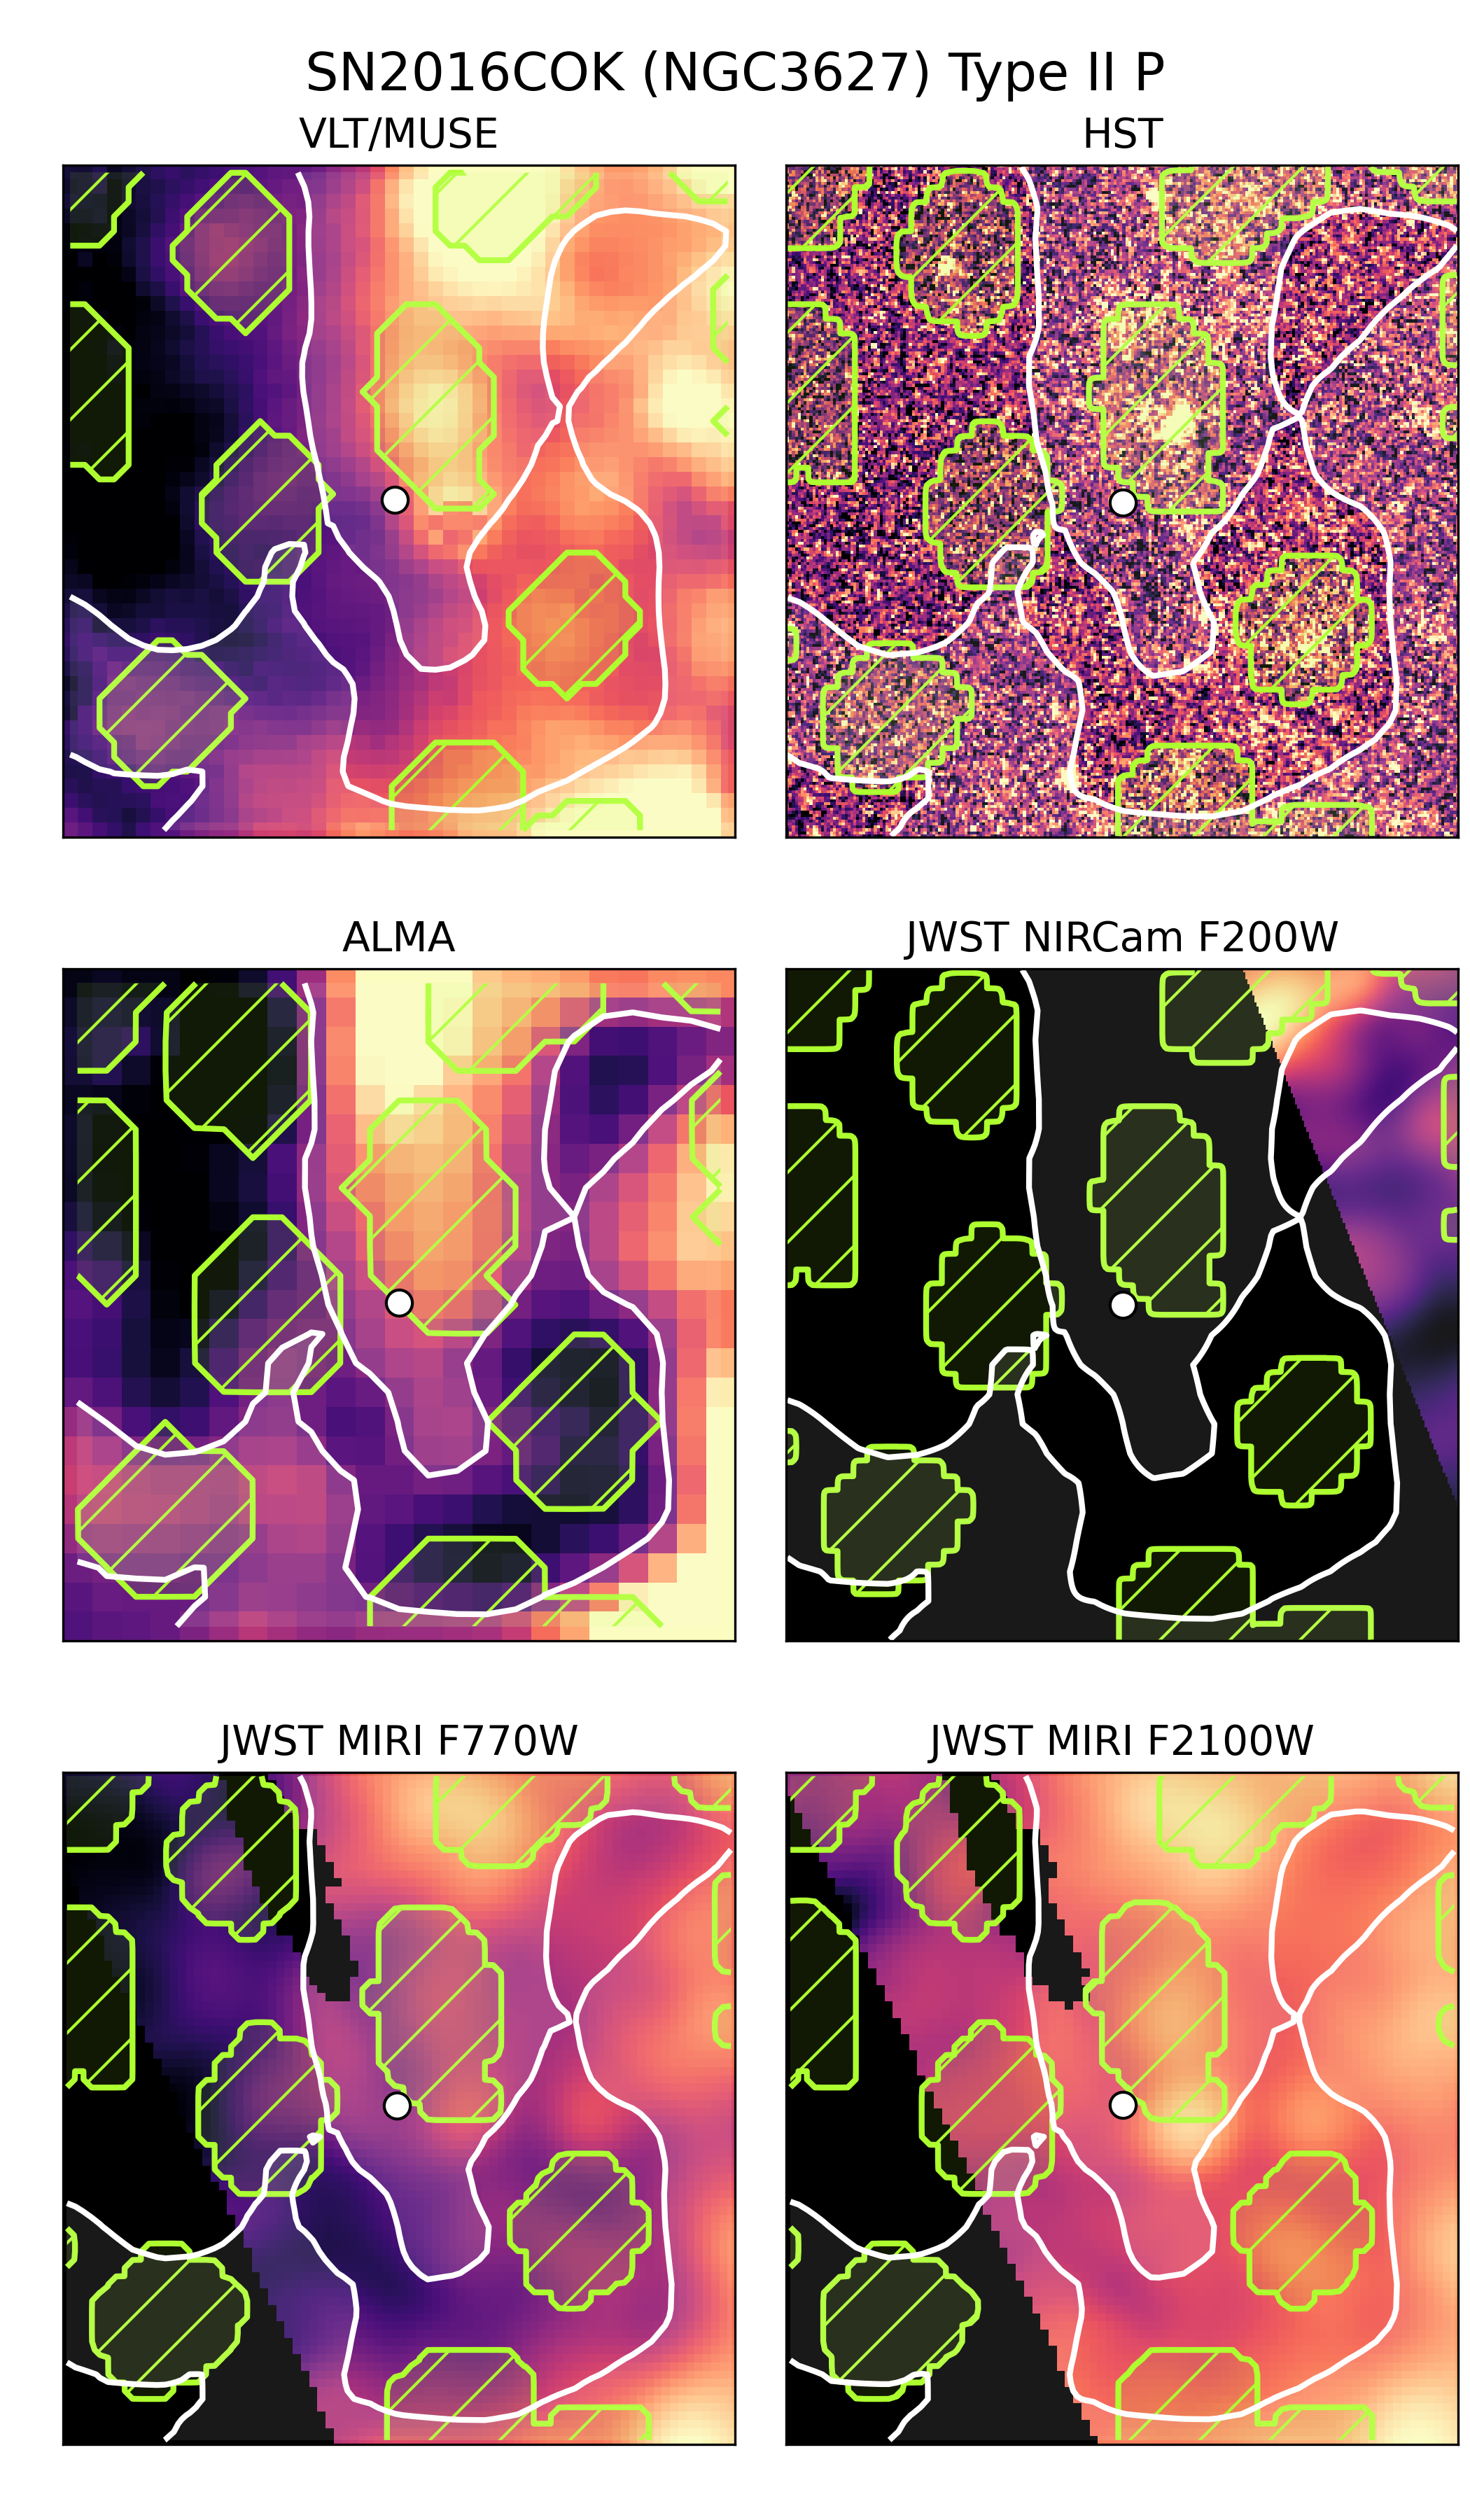 SN2016COK (NGC3627) Type II P
VLT/MUSE
HST
ALMA
JWST NIRCam F200W
JWST MIRI F770W
JWST MIRI F2100W